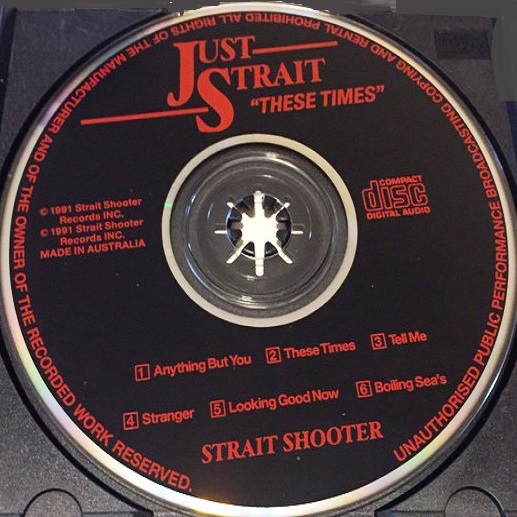 JUST
STRAIT
"THESE TIMES"
© 1991 Strait Shooter
Records INC.
© 1991 Strait Shooter
Records INC.
MADE IN AUSTRALIA
COMPACT
disc
DIGITAL AUDIO
1 Anything But You 2 These Times 3 Tell Me
4 Stranger 5 Looking Good Now 6 Boiling Sea's
STRAIT SHOOTER
ALL RIGHTS OF THE MANUFACTURER AND OF THE OWNER OF THE RECORDED WORK RESERVED.
UNAUTHORISED PUBLIC PERFORMANCE BROADCASTING COPYING AND RENTAL PROHIBITED